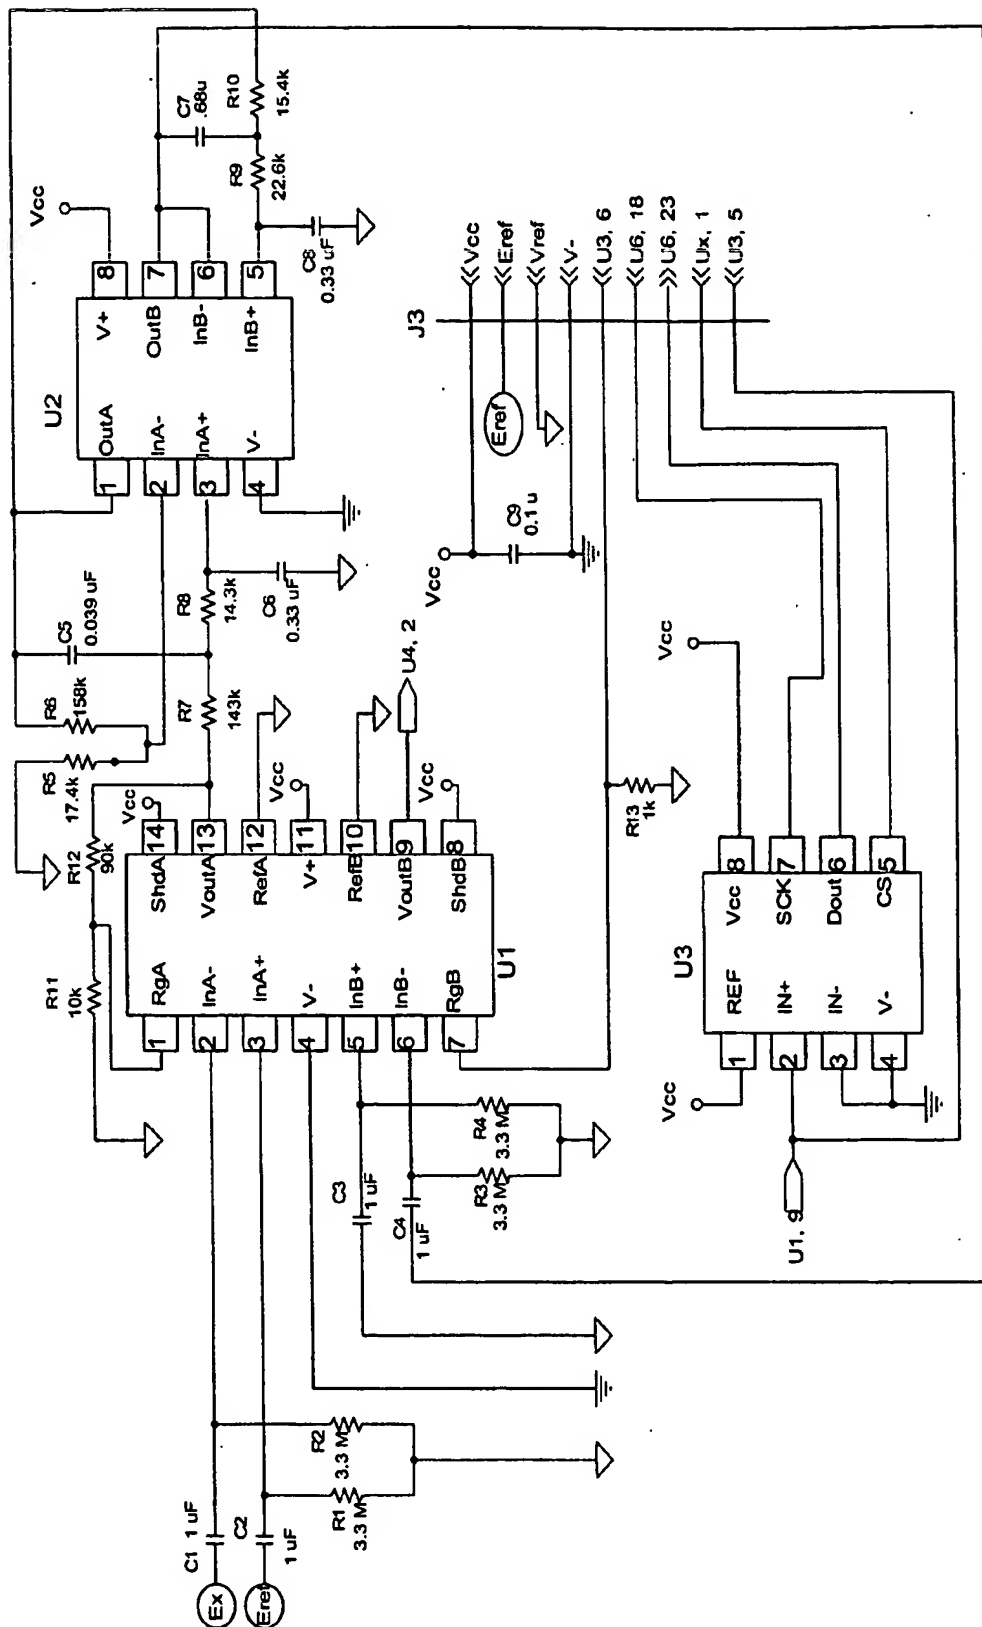 C7
.68u
R10
15.4k
R9
22.6k
Vcc
C8
0.33 uF
U2
8
V+
7
OutB
6
InB-
5
InB+
OutA
1
InA-
2
InA+
3
V-
4
C5
0.039 uF
R8
14.3k
C6
0.33 uF
R6
158k
R5
17.4k
R7
143k
R12
90k
R11
10k
Vcc
Vcc
Vcc
U4, 2
ShdA
14
VoutA
13
RefA
12
V+
11
RefB
10
VoutB
9
ShdB
8
U1
RgA
1
InA-
2
InA+
3
V-
4
InB+
5
InB-
6
RgB
7
J3
Vcc
Eref
Vref
V-
U3, 6
U6, 18
U6, 23
Ux, 1
U3, 5
Eref
Vcc
C9
0.1 u
R13
1k
Vcc
U3
Vcc
8
SCK
7
Dout
6
CS
5
REF
1
IN+
2
IN-
3
V-
4
Vcc
U1, 9
R4
3.3 M
R3
3.3 M
C3
1 uF
C4
1 uF
R2
3.3 M
R1
3.3 M
C1 1 uF
C2
1 uF
Ex
Eref